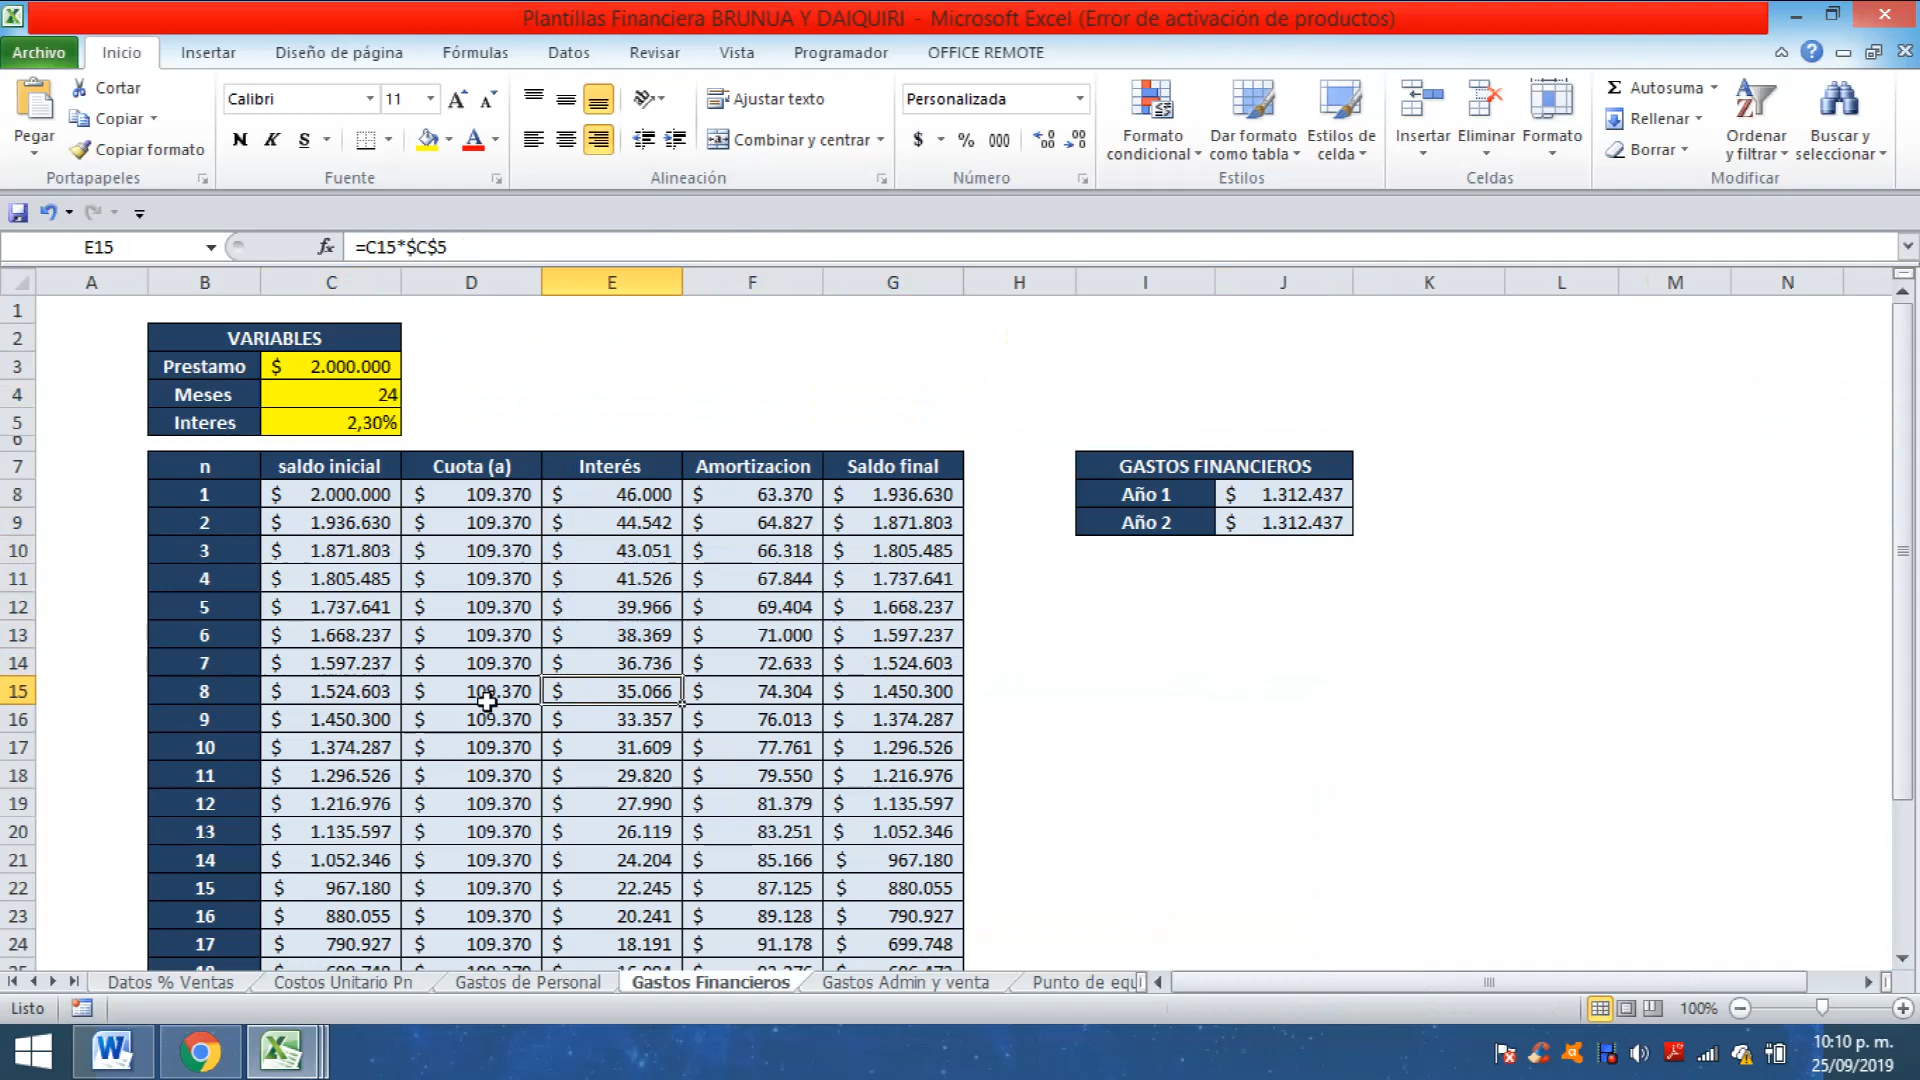 Plantillas Financiera BRUNUA Y DAIQUIRI - Microsoft Excel (Error de activación de productos)
Archivo Inicio Insertar Diseño de página Fórmulas Datos Revisar Vista Programador OFFICE REMOTE
Pegar
Cortar
Copiar
Copiar formato
Portapapeles
Calibri 11
N K S
Fuente
Ajustar texto
Combinar y centrar
Alineación
Personalizada
$ % 000
Número
Formato condicional
Dar formato como tabla
Estilos de celda
Estilos
Insertar Eliminar Formato
Celdas
Autosuma
Rellenar
Borrar
Ordenar y filtrar
Buscar y seleccionar
Modificar
E15 fx =C15*$C$5
A B C D E F G H I J K L M N
1
2 VARIABLES
3 Prestamo $ 2.000.000
4 Meses 24
5 Interes 2,30%
6
7 n saldo inicial Cuota (a) Interés Amortizacion Saldo final GASTOS FINANCIEROS
8 1 $ 2.000.000 $ 109.370 $ 46.000 $ 63.370 $ 1.936.630 Año 1 $ 1.312.437
9 2 $ 1.936.630 $ 109.370 $ 44.542 $ 64.827 $ 1.871.803 Año 2 $ 1.312.437
10 3 $ 1.871.803 $ 109.370 $ 43.051 $ 66.318 $ 1.805.485
11 4 $ 1.805.485 $ 109.370 $ 41.526 $ 67.844 $ 1.737.641
12 5 $ 1.737.641 $ 109.370 $ 39.966 $ 69.404 $ 1.668.237
13 6 $ 1.668.237 $ 109.370 $ 38.369 $ 71.000 $ 1.597.237
14 7 $ 1.597.237 $ 109.370 $ 36.736 $ 72.633 $ 1.524.603
15 8 $ 1.524.603 $ 109.370 $ 35.066 $ 74.304 $ 1.450.300
16 9 $ 1.450.300 $ 109.370 $ 33.357 $ 76.013 $ 1.374.287
17 10 $ 1.374.287 $ 109.370 $ 31.609 $ 77.761 $ 1.296.526
18 11 $ 1.296.526 $ 109.370 $ 29.820 $ 79.550 $ 1.216.976
19 12 $ 1.216.976 $ 109.370 $ 27.990 $ 81.379 $ 1.135.597
20 13 $ 1.135.597 $ 109.370 $ 26.119 $ 83.251 $ 1.052.346
21 14 $ 1.052.346 $ 109.370 $ 24.204 $ 85.166 $ 967.180
22 15 $ 967.180 $ 109.370 $ 22.245 $ 87.125 $ 880.055
23 16 $ 880.055 $ 109.370 $ 20.241 $ 89.128 $ 790.927
24 17 $ 790.927 $ 109.370 $ 18.191 $ 91.178 $ 699.748
Datos % Ventas Costos Unitario Pn Gastos de Personal Gastos Financieros Gastos Admin y venta Punto de equ
Listo 100%
10:10 p. m.
25/09/2019